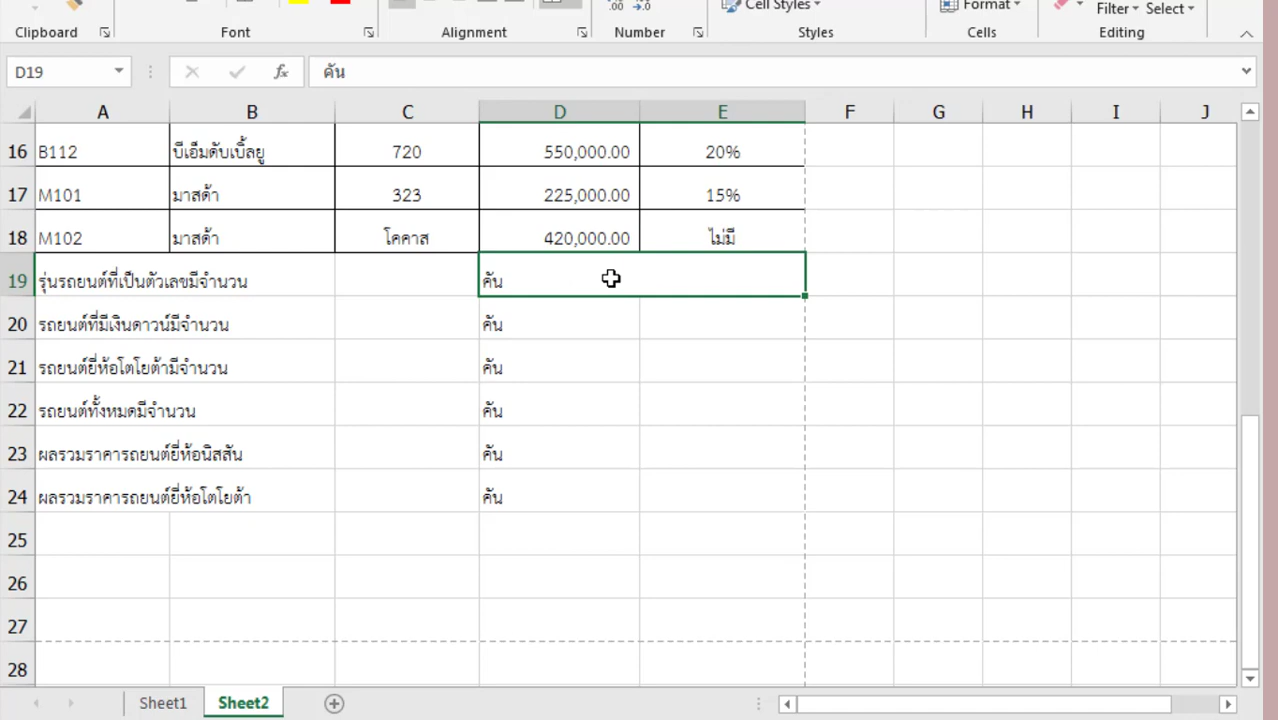 Cell Styles
Format
Filter
Select
Clipboard
Font
Alignment
Number
Styles
Cells
Editing
D19
fx
คัน
A B C D E F G H I J
16 B112 บีเอ็มดับเบิ้ลยู 720 550,000.00 20%
17 M101 มาสด้า 323 225,000.00 15%
18 M102 มาสด้า โคคาส 420,000.00 ไม่มี
19 รุ่นรถยนต์ที่เป็นตัวเลขมีจำนวน คัน
20 รถยนต์ที่มีเงินดาวน์มีจำนวน คัน
21 รถยนต์ยี่ห้อโตโยต้ามีจำนวน คัน
22 รถยนต์ทั้งหมดมีจำนวน คัน
23 ผลรวมราคารถยนต์ยี่ห้อนิสสัน คัน
24 ผลรวมราคารถยนต์ยี่ห้อโตโยต้า คัน
25
26
27
28
Sheet1 Sheet2